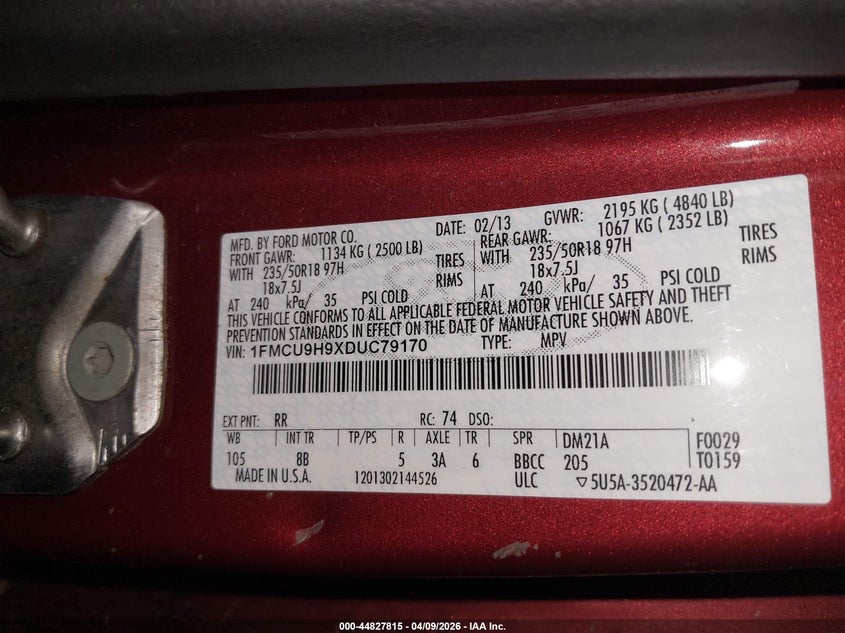 MFD. BY FORD MOTOR CO. DATE: 02/13 GVWR: 2195 KG ( 4840 LB)
FRONT GAWR: 1134 KG ( 2500 LB) REAR GAWR: 1067 KG ( 2352 LB)
WITH 235/50R18 97H TIRES WITH 235/50R18 97H TIRES
18x7.5J RIMS 18x7.5J RIMS
AT 240 kPa/ 35 PSI COLD AT 240 kPa/ 35 PSI COLD
THIS VEHICLE CONFORMS TO ALL APPLICABLE FEDERAL MOTOR VEHICLE SAFETY AND THEFT
PREVENTION STANDARDS IN EFFECT ON THE DATE OF MANUFACTURE SHOWN ABOVE.
VIN: 1FMCU9H9XDUC79170 TYPE: MPV
EXT PNT: RR RC: 74 DSO:
WB INT TR TP/PS R AXLE TR SPR DM21A F0029
105 8B 5 3A 6 BBCC 205 T0159
MADE IN U.S.A. 1201302144526 ULC ▽5U5A-3520472-AA
000-44827815 - 04/09/2026 - IAA Inc.